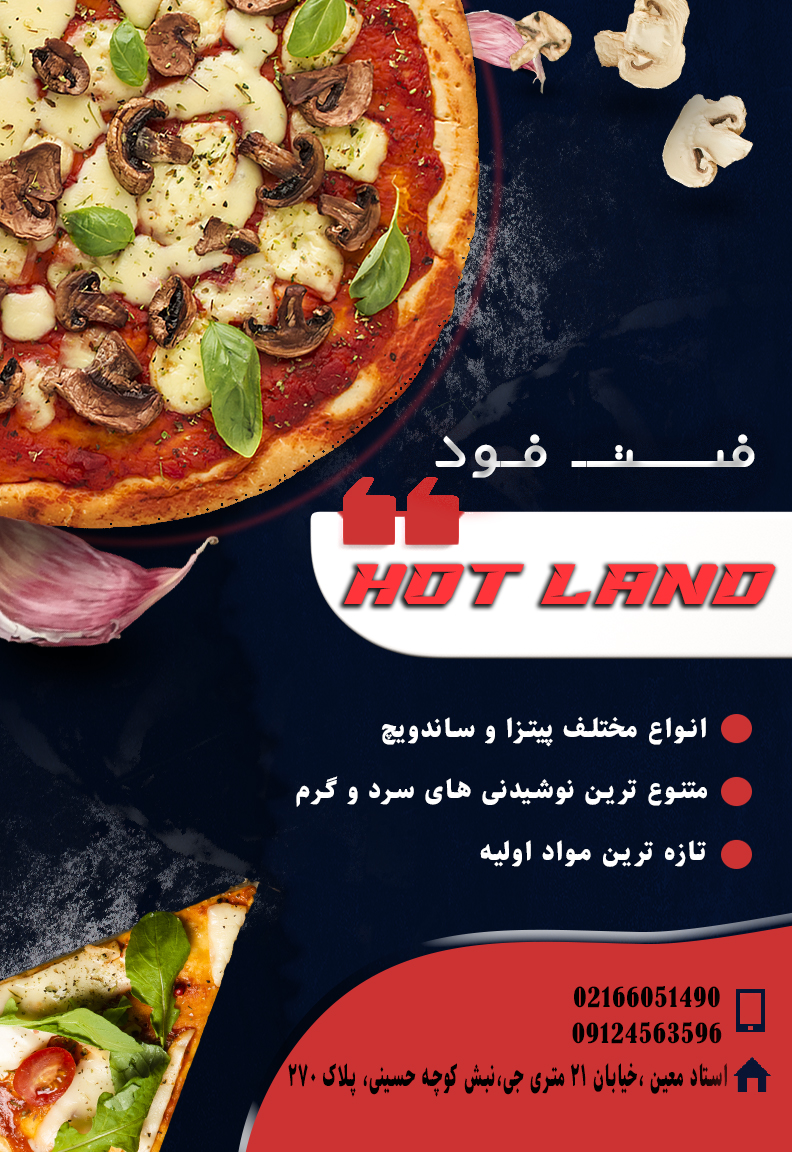 فست فود
HOT LAND
انواع مختلف پیتزا و ساندویچ
متنوع ترین نوشیدنی های سرد و گرم
تازه ترین مواد اولیه
02166051490
09124563596
استاد معین ،خیابان ۲۱ متری جی،نبش کوچه حسینی، پلاک ۲۷۰